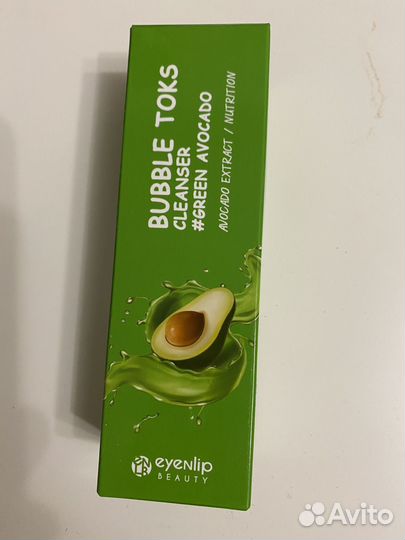 BUBBLE TOKS
CLEANSER
#GREEN AVOCADO
AVOCADO EXTRACT / NUTRITION
eyeNlip
BEAUTY
Avito